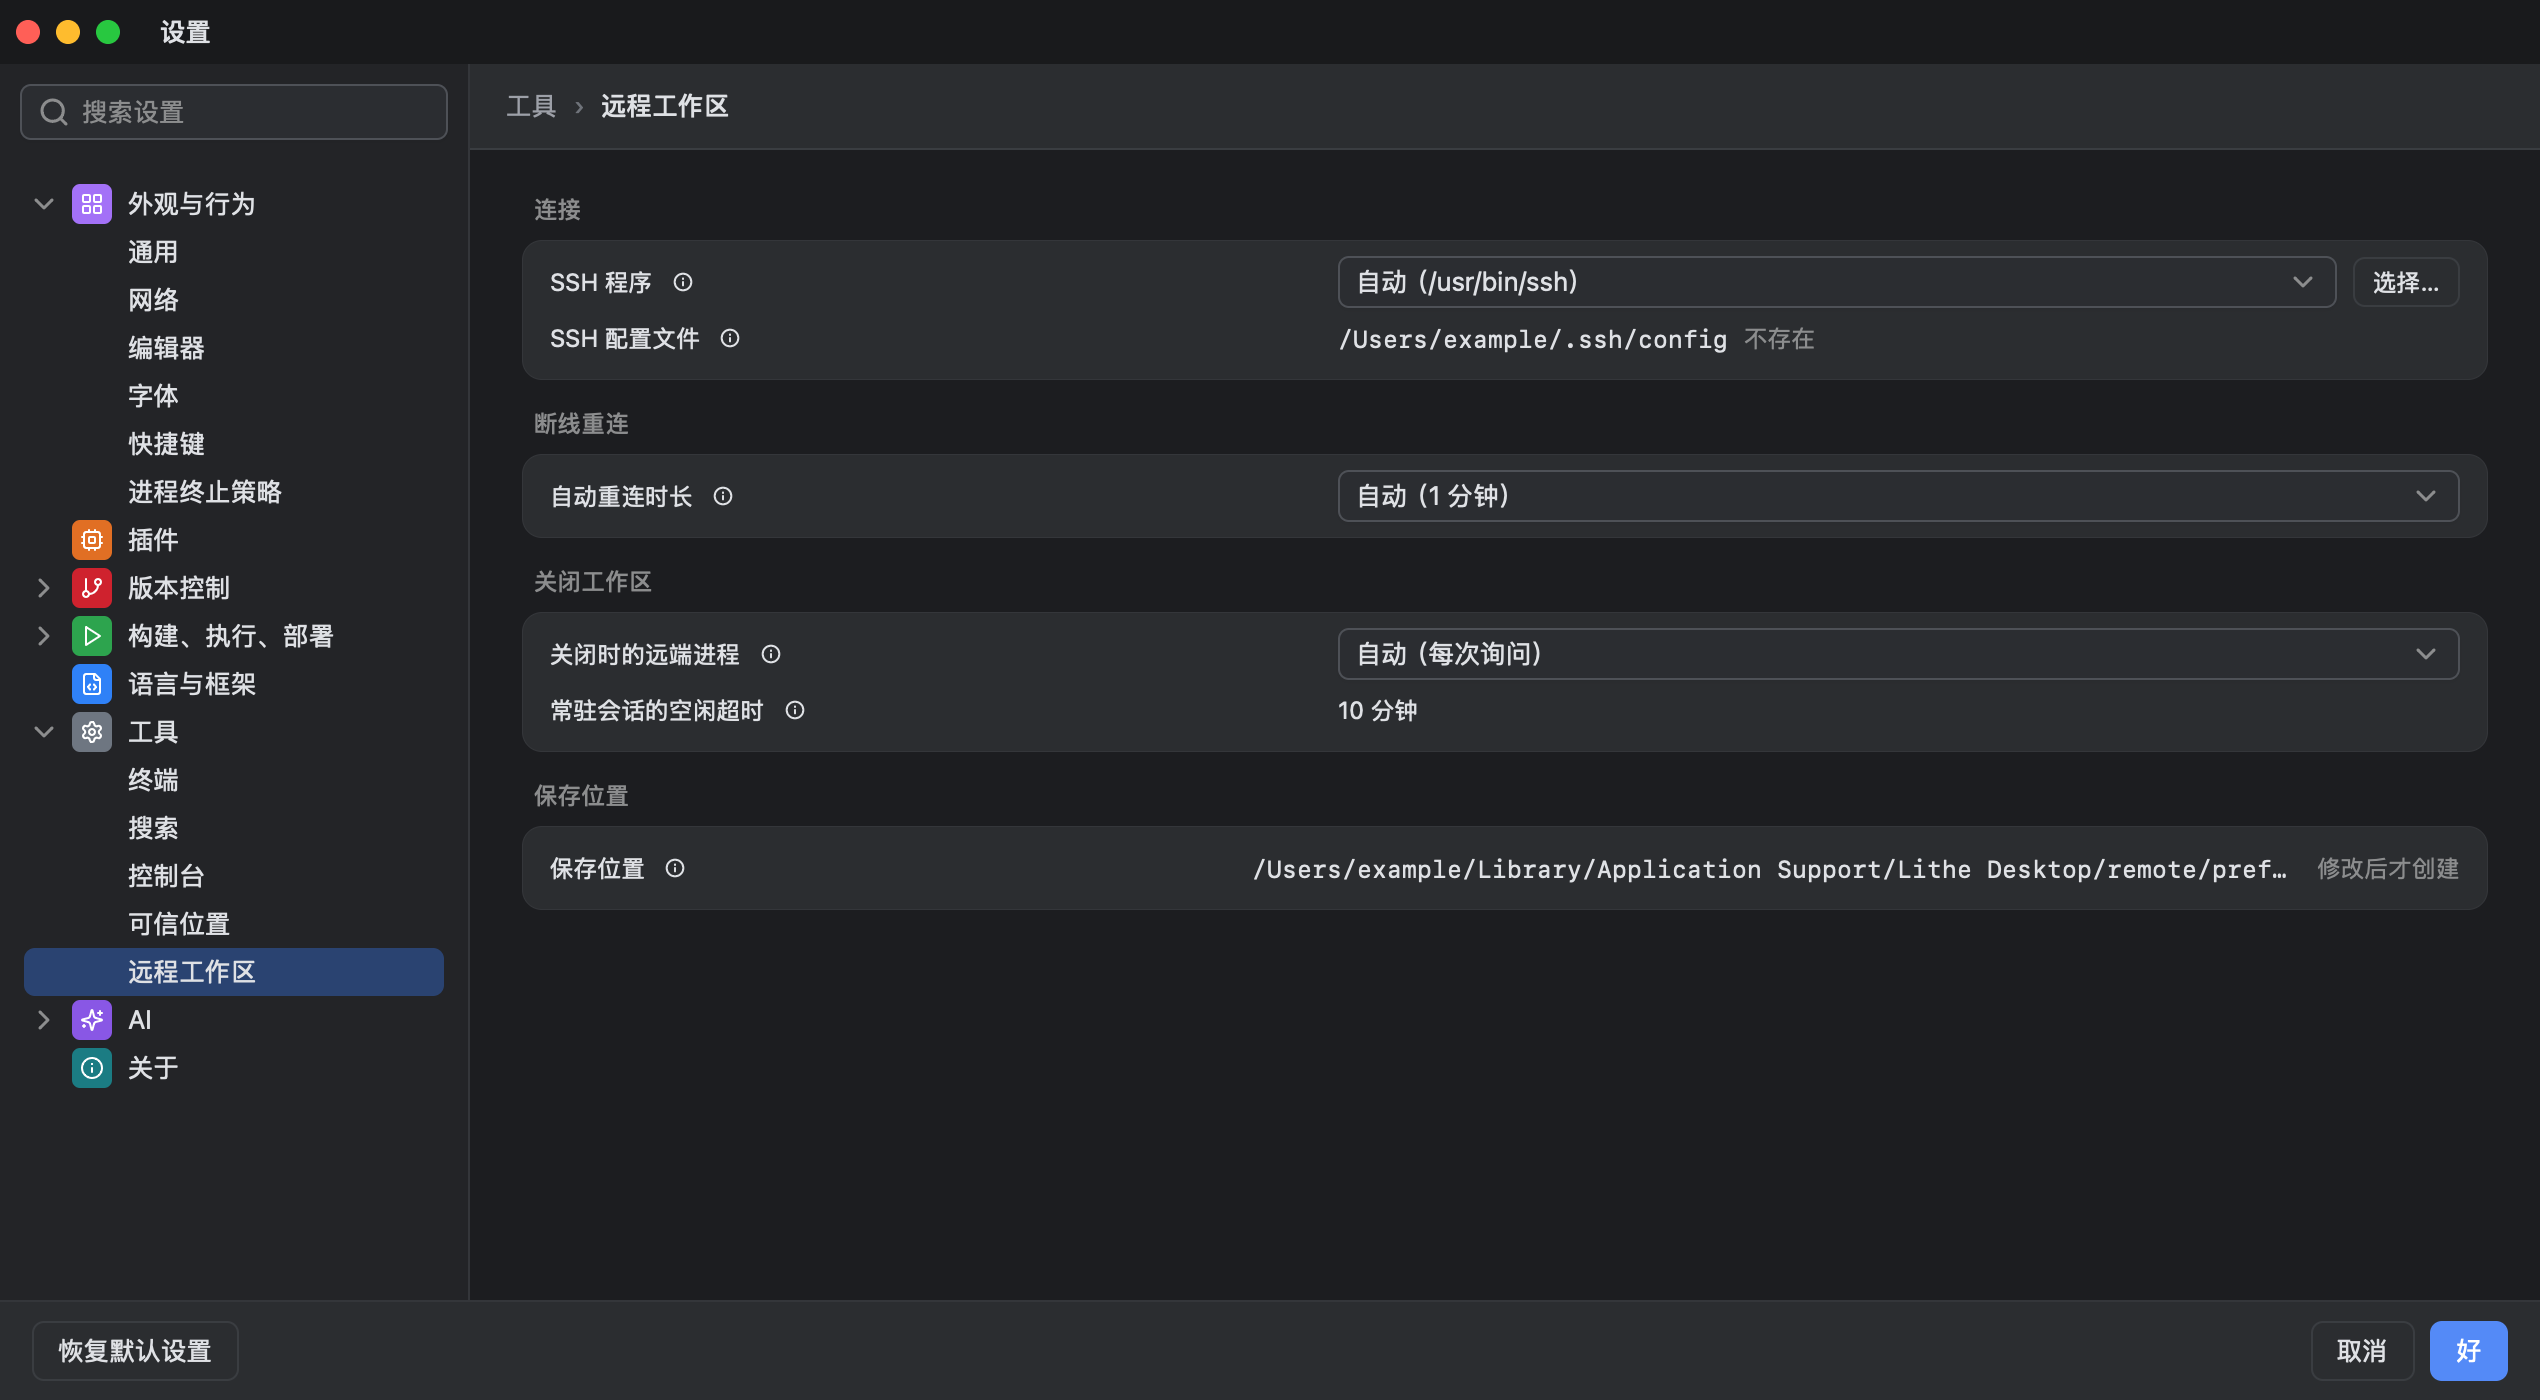 设置
搜索设置
外观与行为
通用
网络
编辑器
字体
快捷键
进程终止策略
插件
版本控制
构建、执行、部署
语言与框架
工具
终端
搜索
控制台
可信位置
远程工作区
AI
关于
工具 › 远程工作区
连接
SSH 程序 自动 (/usr/bin/ssh) 选择...
SSH 配置文件 /Users/example/.ssh/config 不存在
断线重连
自动重连时长 自动 (1 分钟)
关闭工作区
关闭时的远端进程 自动 (每次询问)
常驻会话的空闲超时 10 分钟
保存位置
保存位置 /Users/example/Library/Application Support/Lithe Desktop/remote/pref… 修改后才创建
恢复默认设置 取消 好